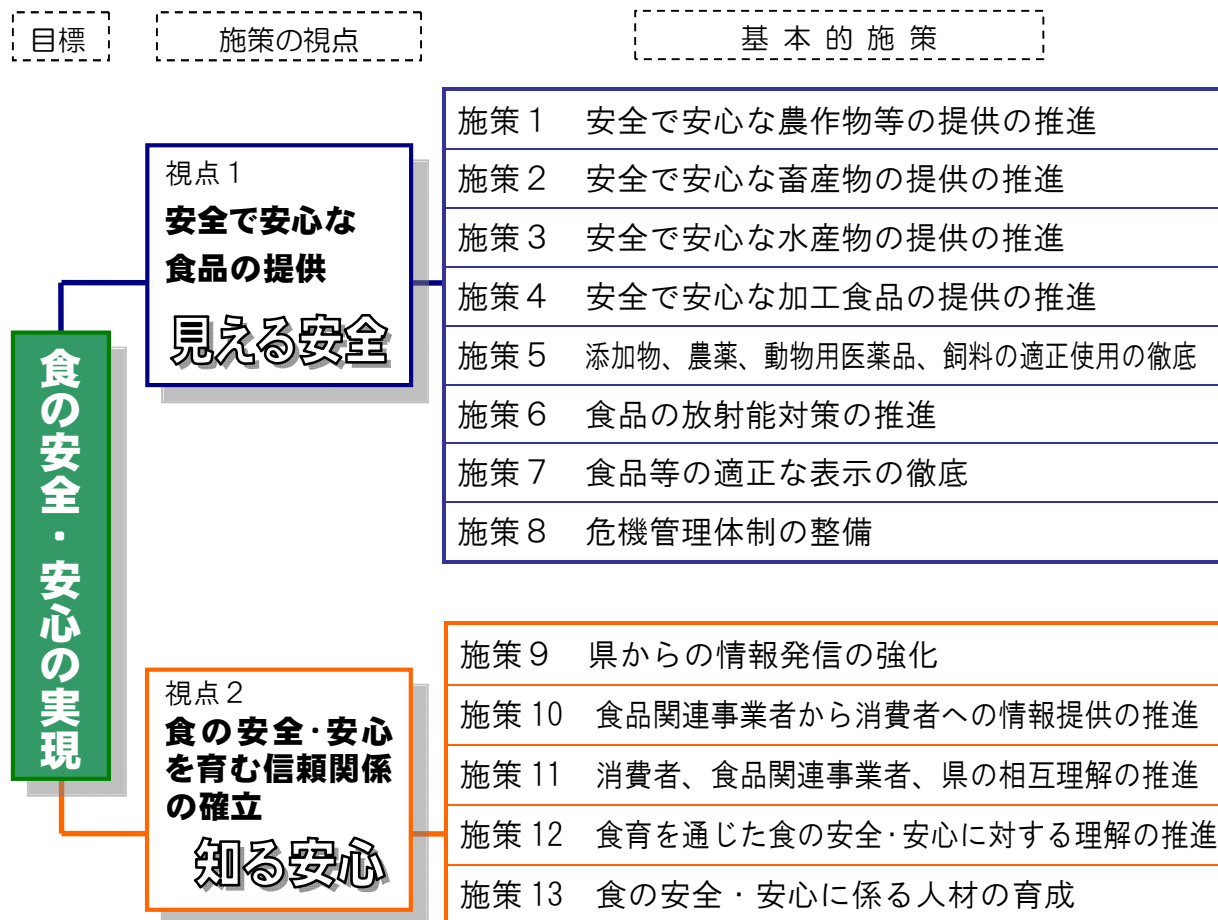 目標
施策の視点
基本的施策
食の安全・安心の実現
視点１
安全で安心な
食品の提供
見える安全
施策１　安全で安心な農作物等の提供の推進
施策２　安全で安心な畜産物の提供の推進
施策３　安全で安心な水産物の提供の推進
施策４　安全で安心な加工食品の提供の推進
施策５　添加物、農薬、動物用医薬品、飼料の適正使用の徹底
施策６　食品の放射能対策の推進
施策７　食品等の適正な表示の徹底
施策８　危機管理体制の整備
視点２
食の安全・安心
を育む信頼関係
の確立
知る安心
施策９　県からの情報発信の強化
施策 10　食品関連事業者から消費者への情報提供の推進
施策 11　消費者、食品関連事業者、県の相互理解の推進
施策 12　食育を通じた食の安全・安心に対する理解の推進
施策 13　食の安全・安心に係る人材の育成